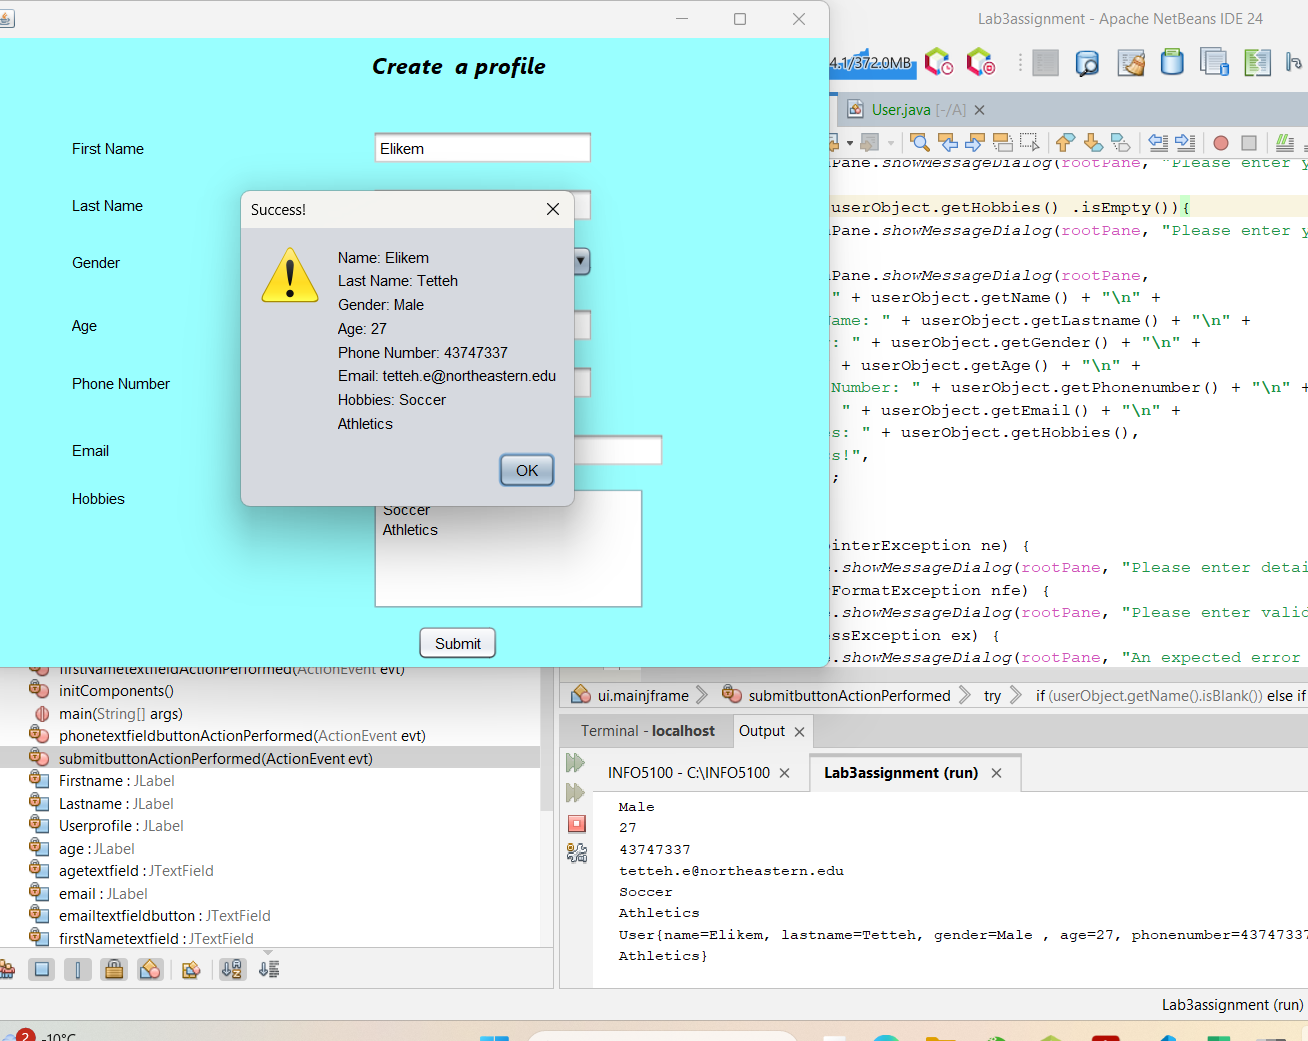 Lab3assignment - Apache NetBeans IDE 24
Create a profile
First Name
Elikem
Last Name
Gender
Age
Phone Number
Email
Hobbies
Soccer
Athletics
Submit
Success!
Name: Elikem
Last Name: Tetteh
Gender: Male
Age: 27
Phone Number: 43747337
Email: tetteh.e@northeastern.edu
Hobbies: Soccer
Athletics
OK
4.1/372.0MB
User.java [-/A]
Pane.showMessageDialog(rootPane, "Please enter y
userObject.getHobbies() .isEmpty()){
Pane.showMessageDialog(rootPane, "Please enter y
Pane.showMessageDialog(rootPane,
" + userObject.getName() + "\n" +
ame: " + userObject.getLastname() + "\n" +
: " + userObject.getGender() + "\n" +
+ userObject.getAge() + "\n" +
Number: " + userObject.getPhonenumber() + "\n" +
" + userObject.getEmail() + "\n" +
s: " + userObject.getHobbies(),
s!",
;
ointerException ne) {
.showMessageDialog(rootPane, "Please enter detai
FormatException nfe) {
.showMessageDialog(rootPane, "Please enter valid
essException ex) {
.showMessageDialog(rootPane, "An expected error
firstNametextfieldActionPerformed(ActionEvent evt)
initComponents()
main(String[] args)
phonetextfieldbuttonActionPerformed(ActionEvent evt)
submitbuttonActionPerformed(ActionEvent evt)
Firstname : JLabel
Lastname : JLabel
Userprofile : JLabel
age : JLabel
agetextfield : JTextField
email : JLabel
emailtextfieldbutton : JTextField
firstNametextfield : JTextField
ui.mainjframe
submitbuttonActionPerformed
try
if (userObject.getName().isBlank()) else if
Terminal - localhost
Output
INFO5100 - C:\INFO5100
Lab3assignment (run)
Male
27
43747337
tetteh.e@northeastern.edu
Soccer
Athletics
User{name=Elikem, lastname=Tetteh, gender=Male , age=27, phonenumber=43747337
Athletics}
Lab3assignment (run)
2
-10°C